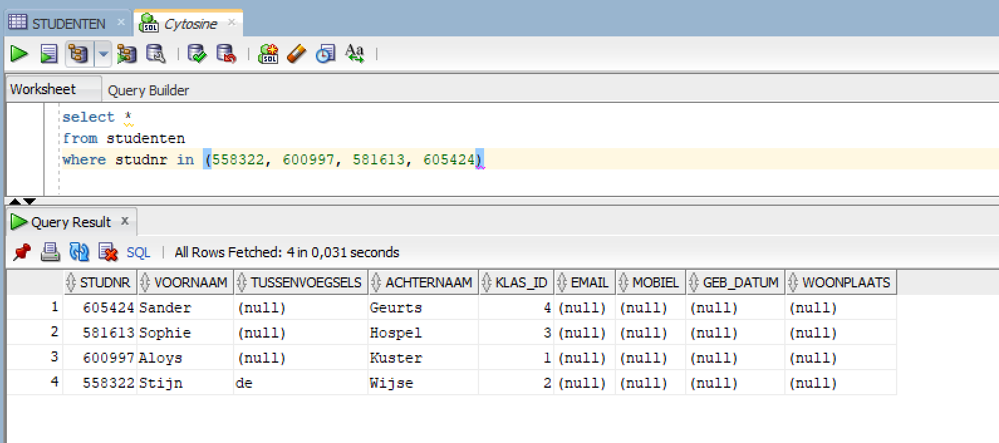 STUDENTEN × Cytosine ×
SQL SQL Aa
Worksheet Query Builder
select *
from studenten
where studnr in (558322, 600997, 581613, 605424)
Query Result x
SQL | All Rows Fetched: 4 in 0,031 seconds
STUDNR VOORNAAM TUSSENVOEGSELS ACHTERNAAM KLAS_ID EMAIL MOBIEL GEB_DATUM WOONPLAATS
1 605424 Sander (null) Geurts 4 (null) (null) (null) (null)
2 581613 Sophie (null) Hospel 3 (null) (null) (null) (null)
3 600997 Aloys (null) Kuster 1 (null) (null) (null) (null)
4 558322 Stijn de Wijse 2 (null) (null) (null) (null)